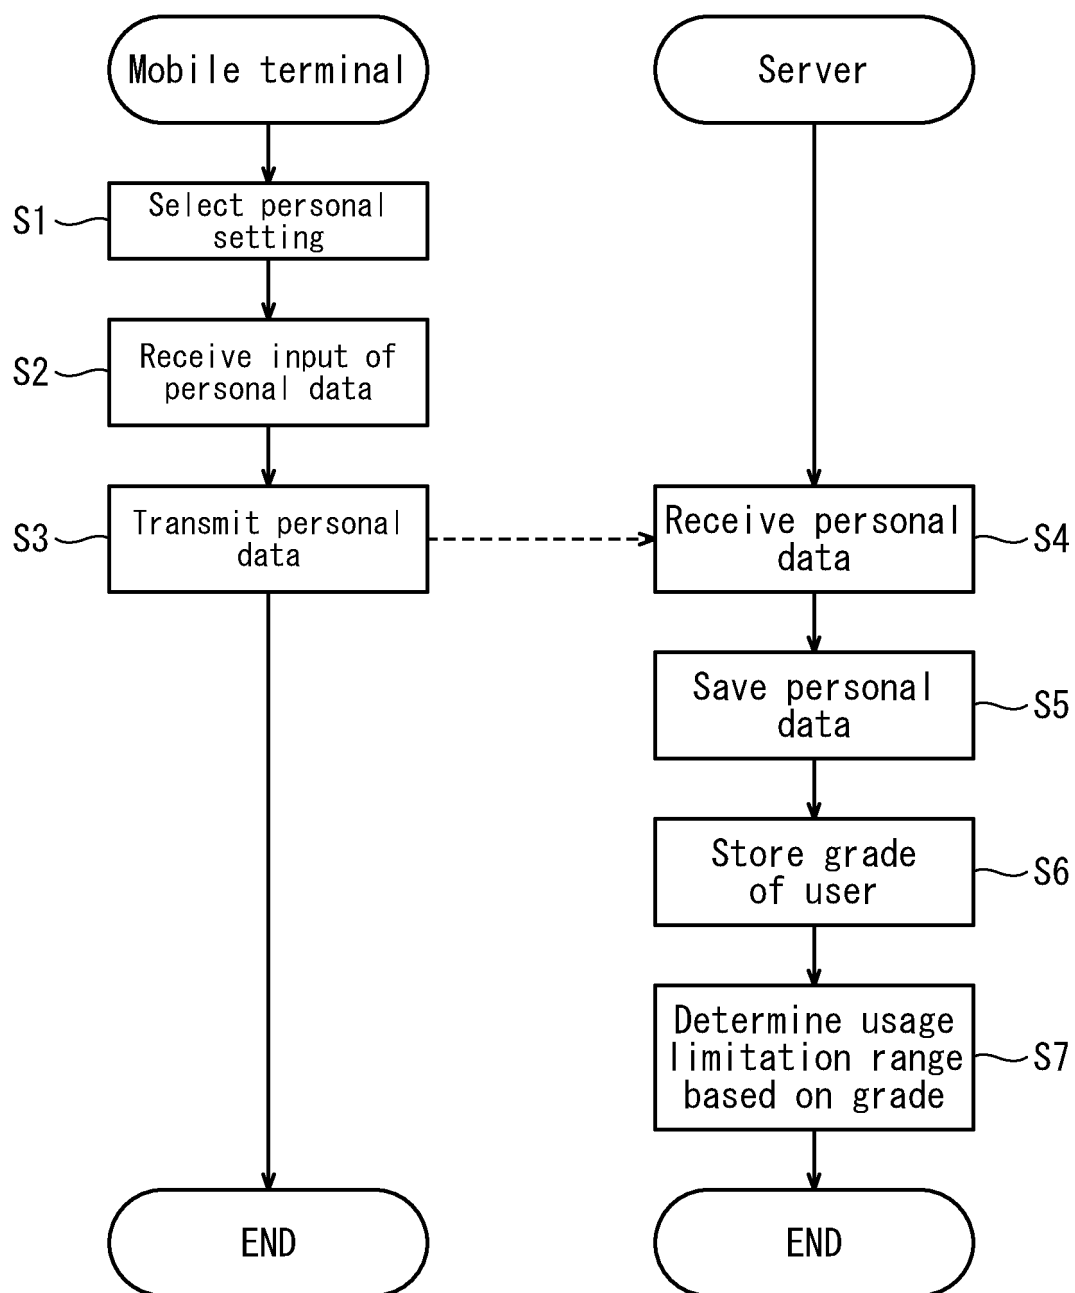 Mobile terminal
S1
Select personal
setting
S2
Receive input of
personal data
S3
Transmit personal
data
END
Server
Receive personal
data
S4
Save personal
data
S5
Store grade
of user
S6
Determine usage
limitation range
based on grade
S7
END